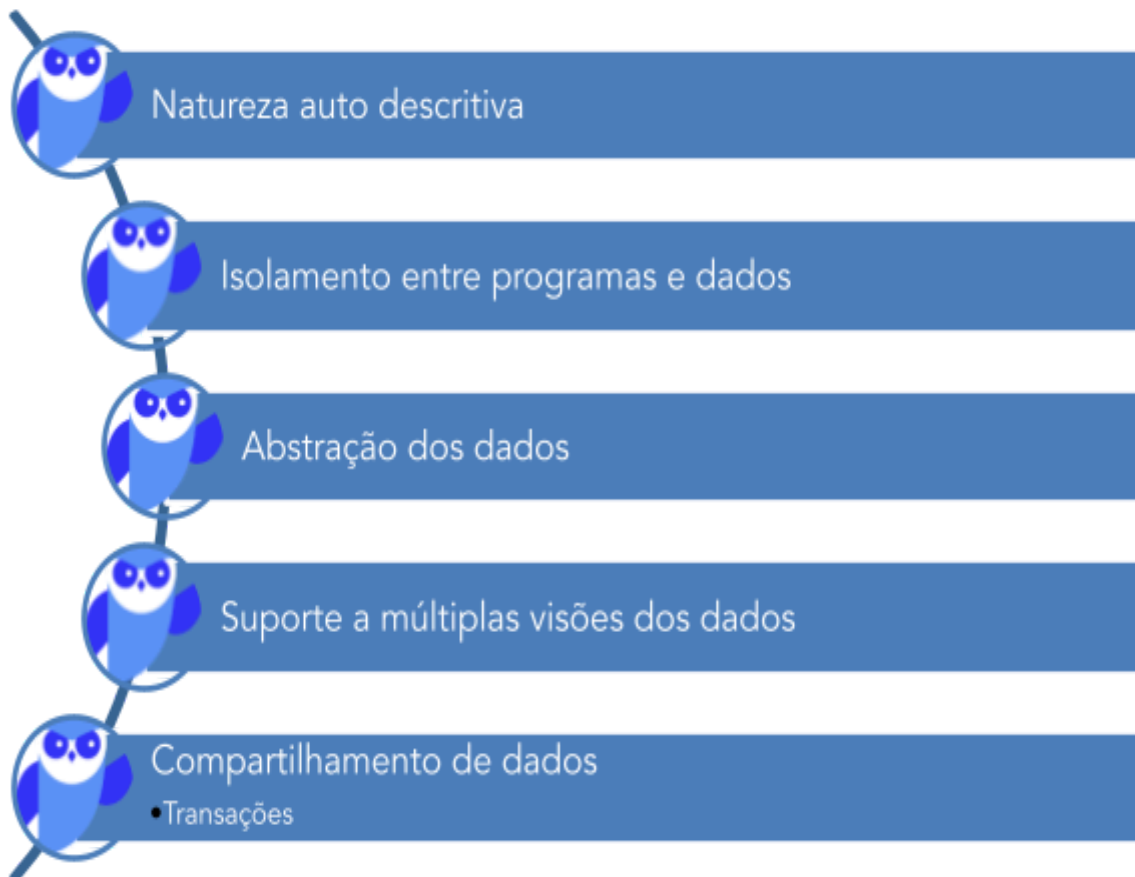 Natureza auto descritiva
Isolamento entre programas e dados
Abstração dos dados
Suporte a múltiplas visões dos dados
Compartilhamento de dados
•Transações